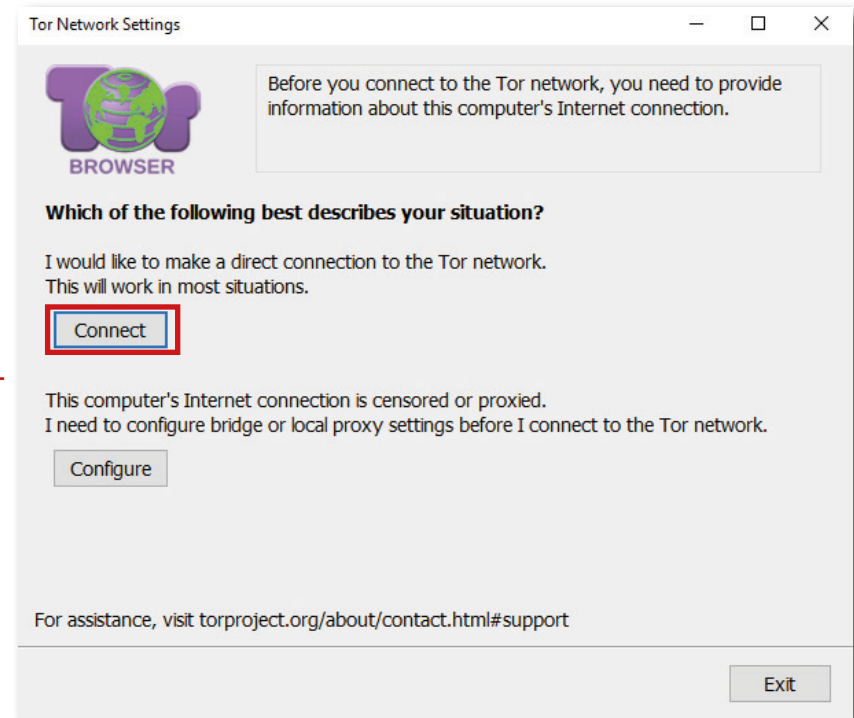 Tor Network Settings
Tor
BROWSER
Before you connect to the Tor network, you need to provide
information about this computer's Internet connection.
Which of the following best describes your situation?
I would like to make a direct connection to the Tor network.
This will work in most situations.
Connect
This computer's Internet connection is censored or proxied.
I need to configure bridge or local proxy settings before I connect to the Tor network.
Configure
For assistance, visit torproject.org/about/contact.html#support
Exit